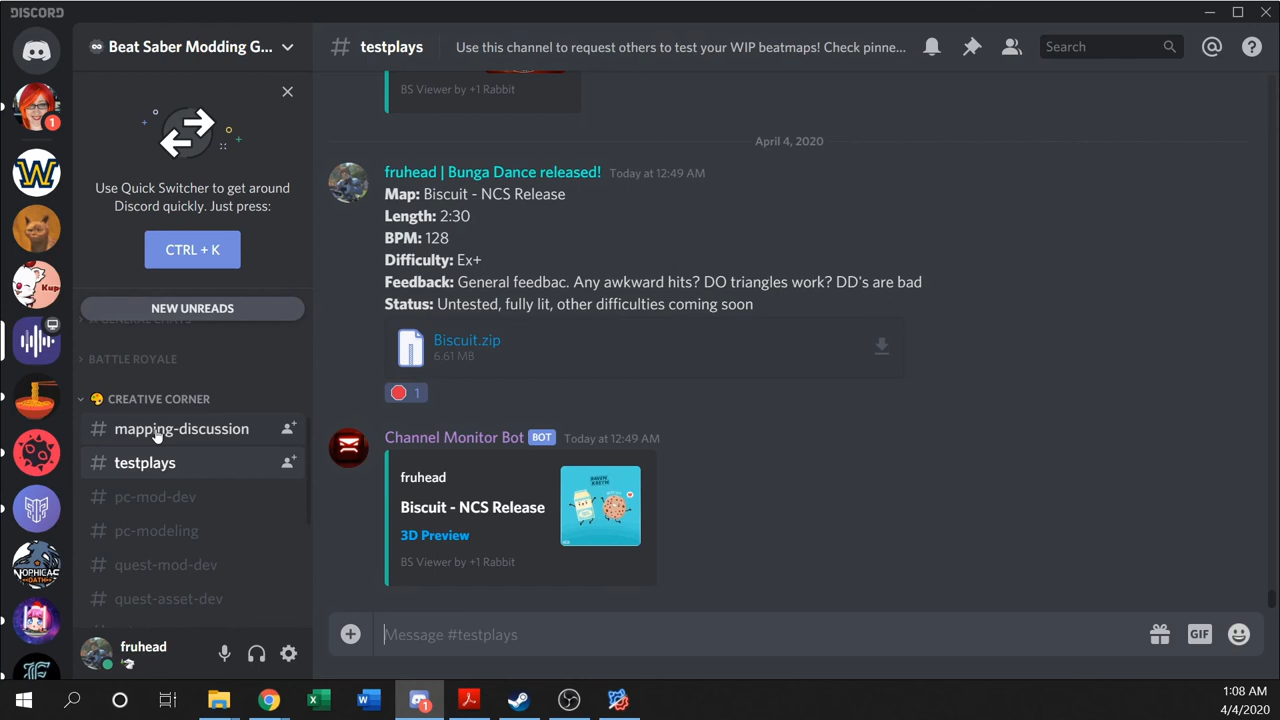 DISCORD
Beat Saber Modding G...
# testplays
Use this channel to request others to test your WIP beatmaps! Check pinne...
Search
1
Use Quick Switcher to get around
Discord quickly. Just press:
CTRL + K
NEW UNREADS
GENERAL CHATS
BATTLE ROYALE
CREATIVE CORNER
# mapping-discussion
# testplays
# pc-mod-dev
# pc-modeling
# quest-mod-dev
# quest-asset-dev
fruhead
BS Viewer by +1 Rabbit
April 4, 2020
fruhead | Bunga Dance released! Today at 12:49 AM
Map: Biscuit - NCS Release
Length: 2:30
BPM: 128
Difficulty: Ex+
Feedback: General feedbac. Any awkward hits? DO triangles work? DD's are bad
Status: Untested, fully lit, other difficulties coming soon
Biscuit.zip
6.61 MB
1
Channel Monitor Bot BOT Today at 12:49 AM
fruhead
Biscuit - NCS Release
3D Preview
BS Viewer by +1 Rabbit
Message #testplays
GIF
1
1:08 AM
4/4/2020